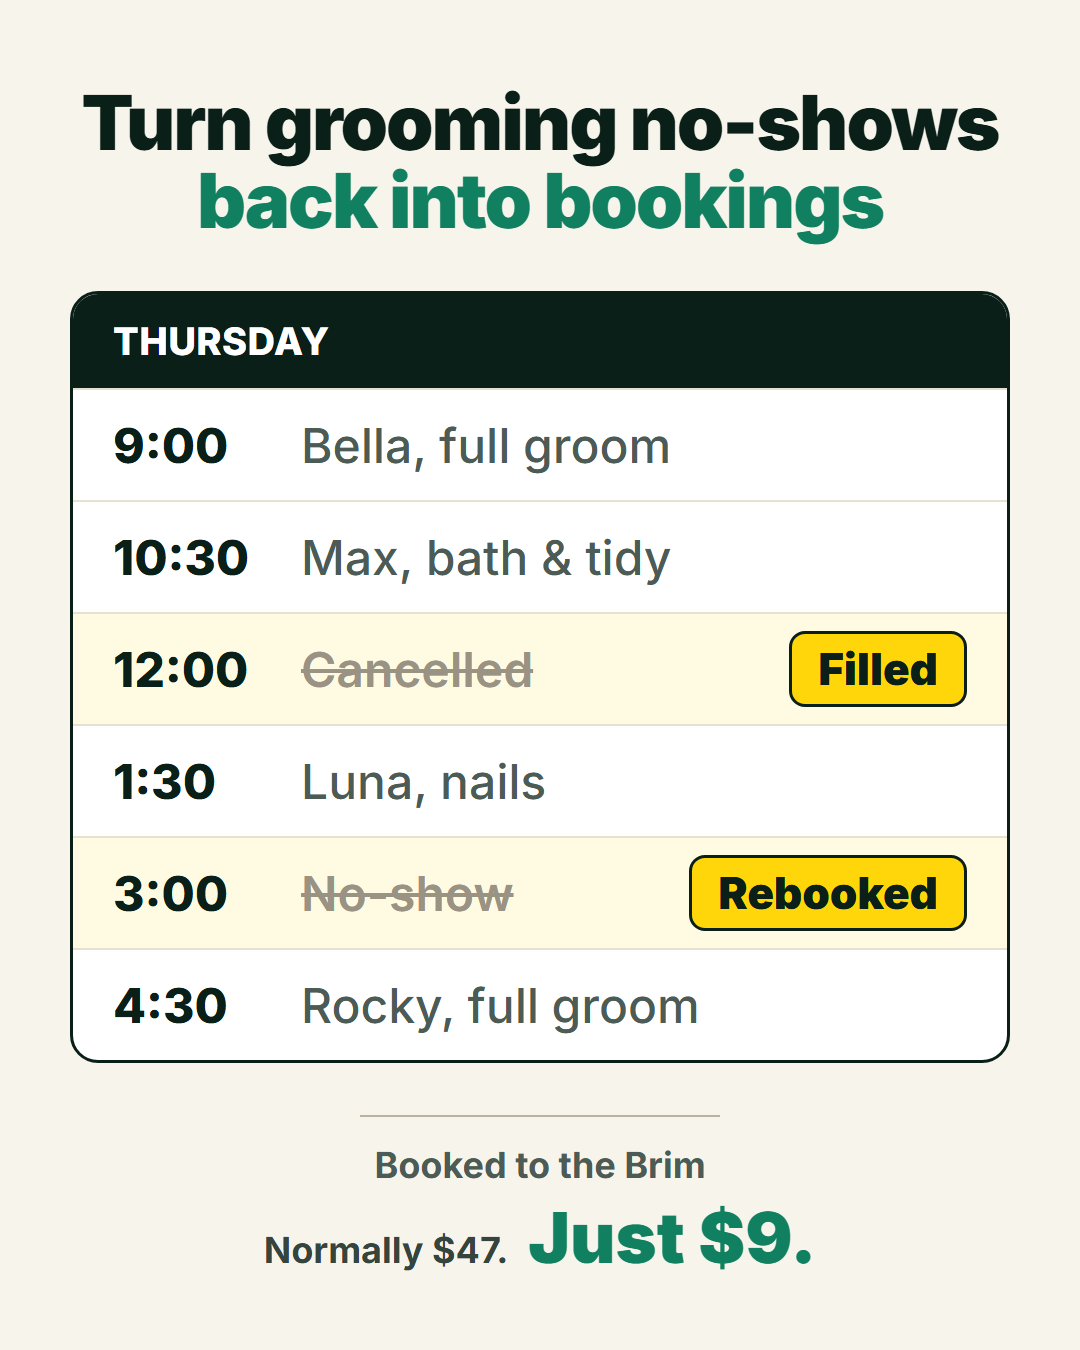 Turn grooming no-shows
back into bookings
THURSDAY
9:00 Bella, full groom
10:30 Max, bath & tidy
12:00 Cancelled Filled
1:30 Luna, nails
3:00 No-show Rebooked
4:30 Rocky, full groom
Booked to the Brim
Normally $47. Just $9.